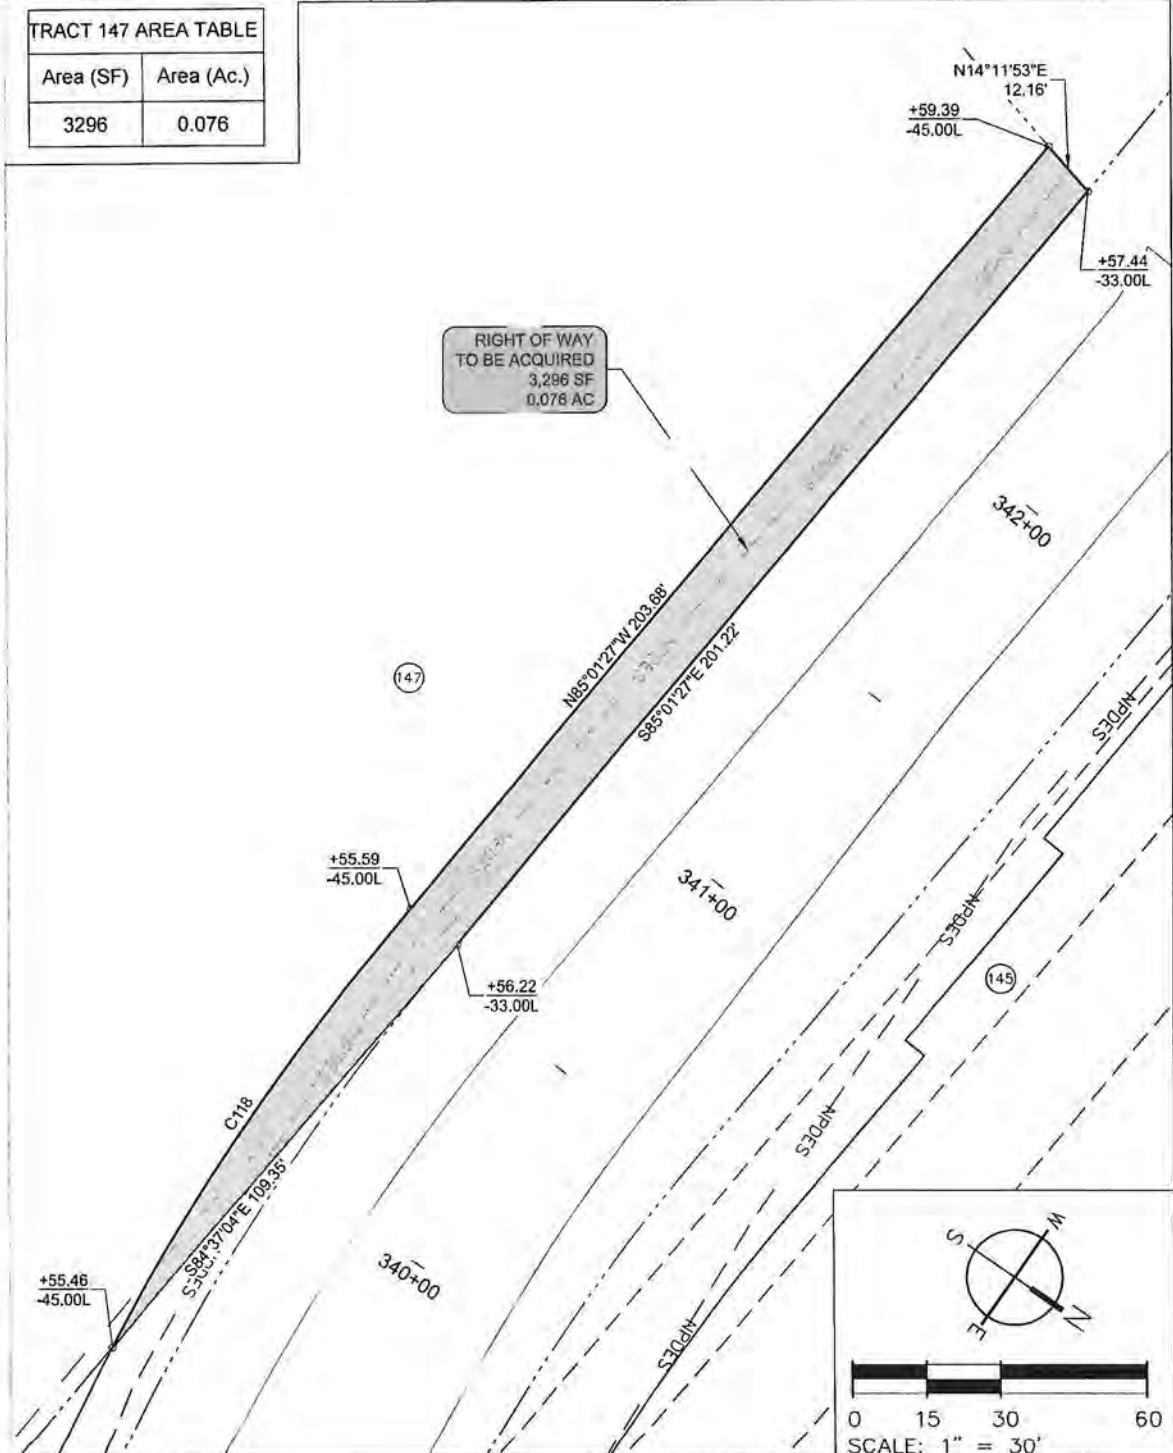 TRACT 147 AREA TABLE
Area (SF) Area (Ac.)
3296 0.076
N14°11'53"E
12.16'
+59.39
-45.00L
+57.44
-33.00L
RIGHT OF WAY
TO BE ACQUIRED
3,296 SF
0.076 AC
342+00
N85°01'27"W 203.68'
S85°01'27"E 201.22'
147
NPDES
+55.59
-45.00L
341+00
NPDES
145
+56.22
-33.00L
C118
NPDES
S84°37'04"E 109.35'
340+00
+55.46
-45.00L
NPDES
S
W
E
N
0 15 30 60
SCALE: 1" = 30'